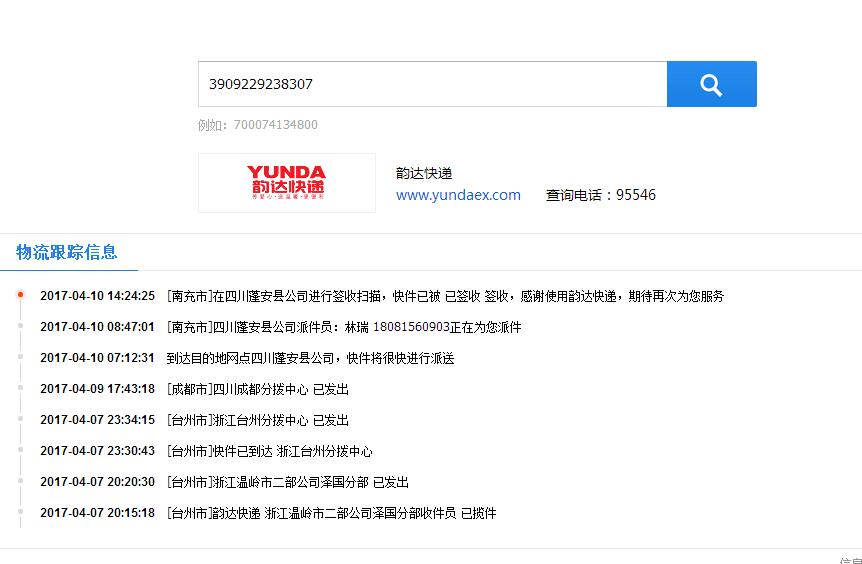 3909229238307
例如：700074134800
YUNDA
韵达快递
韵达快递
www.yundaex.com 查询电话：95546
物流跟踪信息
2017-04-10 14:24:25 [南充市]在四川蓬安县公司进行签收扫描，快件已被 已签收 签收，感谢使用韵达快递，期待再次为您服务
2017-04-10 08:47:01 [南充市]四川蓬安县公司派件员：林瑞 18081560903正在为您派件
2017-04-10 07:12:31 到达目的地网点四川蓬安县公司，快件将很快进行派送
2017-04-09 17:43:18 [成都市]四川成都分拨中心 已发出
2017-04-07 23:34:15 [台州市]浙江台州分拨中心 已发出
2017-04-07 23:30:43 [台州市]快件已到达 浙江台州分拨中心
2017-04-07 20:20:30 [台州市]浙江温岭市二部公司泽国分部 已发出
2017-04-07 20:15:18 [台州市]韵达快递 浙江温岭市二部公司泽国分部收件员 已揽件